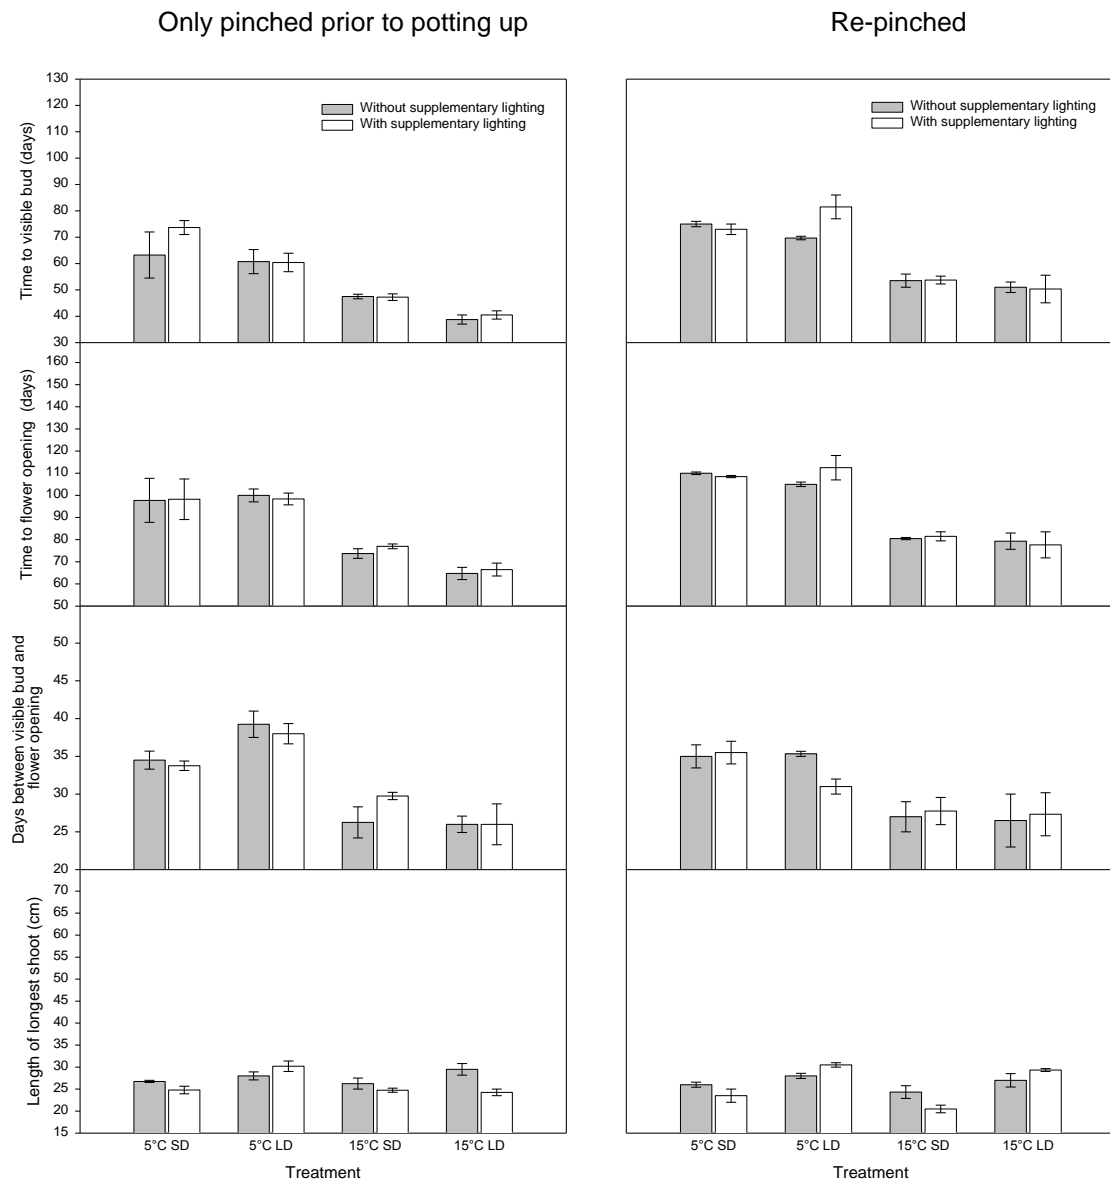 Only pinched prior to potting up
Re-pinched
Time to visible bud (days)
130
120
110
100
90
80
70
60
50
40
30
Without supplementary lighting
With supplementary lighting
Without supplementary lighting
With supplementary lighting
Time to flower opening  (days)
160
150
140
130
120
110
100
90
80
70
60
50
Days between visible bud and
flower opening
50
45
40
35
30
25
20
Length of longest shoot (cm)
70
65
60
55
50
45
40
35
30
25
20
15
5°C SD
5°C LD
15°C SD
15°C LD
Treatment
5°C SD
5°C LD
15°C SD
15°C LD
Treatment